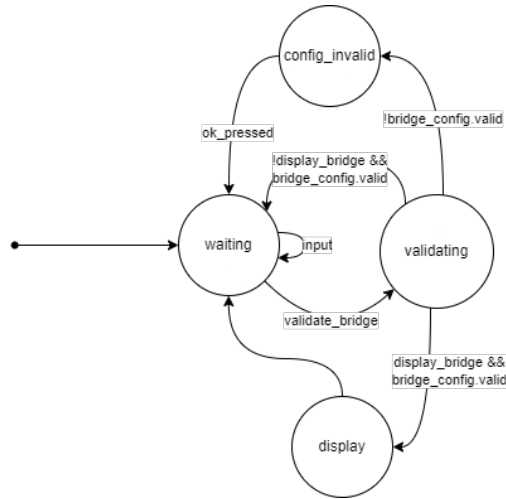 config_invalid
!bridge_config.valid
ok_pressed
!display_bridge &&
bridge_config.valid
waiting
input
validating
validate_bridge
display_bridge &&
bridge_config.valid
display